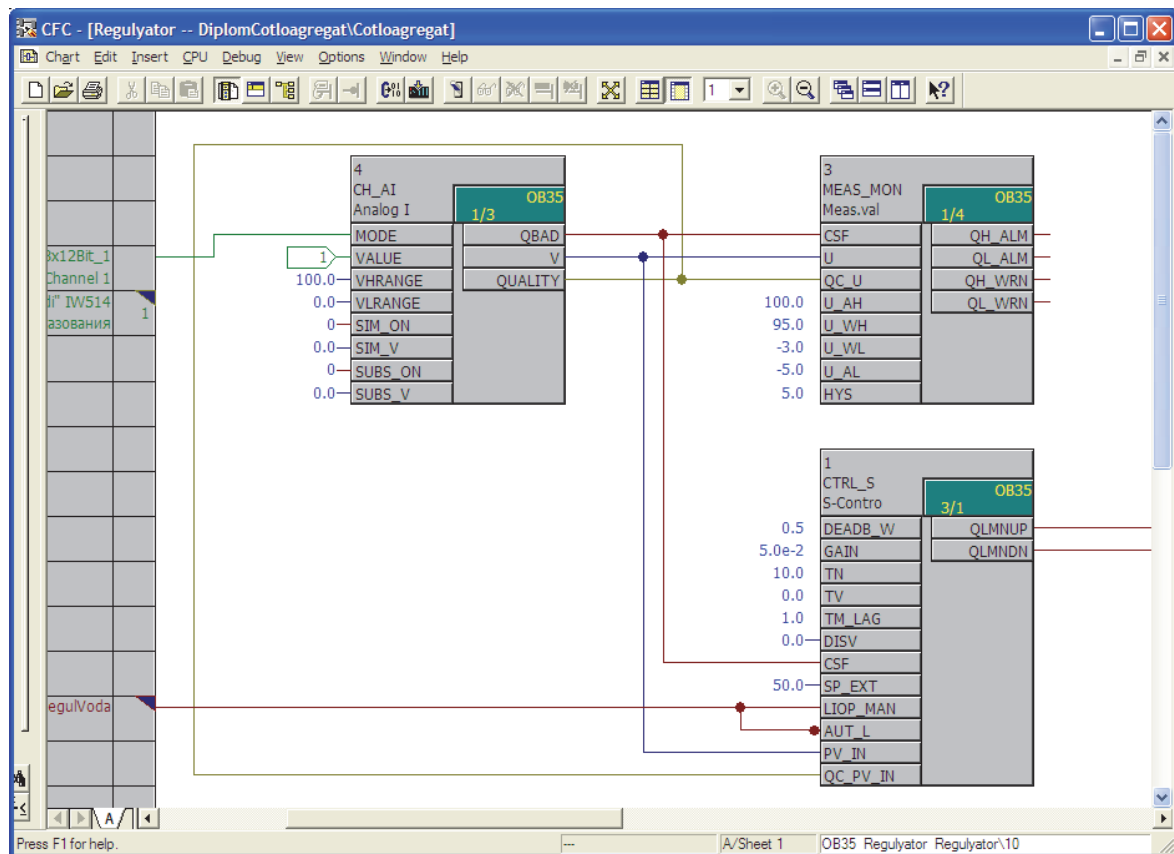 CFC - [Regulyator -- DiplomCotloagregat\Cotloagregat]
Chart Edit Insert CPU Debug View Options Window Help
1
4
CH_AI
Analog I
OB35
1/3
MODE
VALUE
VHRANGE
VLRANGE
SIM_ON
SIM_V
SUBS_ON
SUBS_V
QBAD
V
QUALITY
1
100.0
0.0
0
0.0
0
0.0
3x12Bit_1
Channel 1
di" IW514
азования
1
egulVoda
3
MEAS_MON
Meas.val
OB35
1/4
CSF
U
QC_U
U_AH
U_WH
U_WL
U_AL
HYS
QH_ALM
QL_ALM
QH_WRN
QL_WRN
100.0
95.0
-3.0
-5.0
5.0
1
CTRL_S
S-Contro
OB35
3/1
DEADB_W
GAIN
TN
TV
TM_LAG
DISV
CSF
SP_EXT
LIOP_MAN
AUT_L
PV_IN
QC_PV_IN
QLMNUP
QLMNDN
0.5
5.0e-2
10.0
0.0
1.0
0.0
50.0
A
Press F1 for help.
---
A/Sheet 1
OB35 Regulyator Regulyator\10